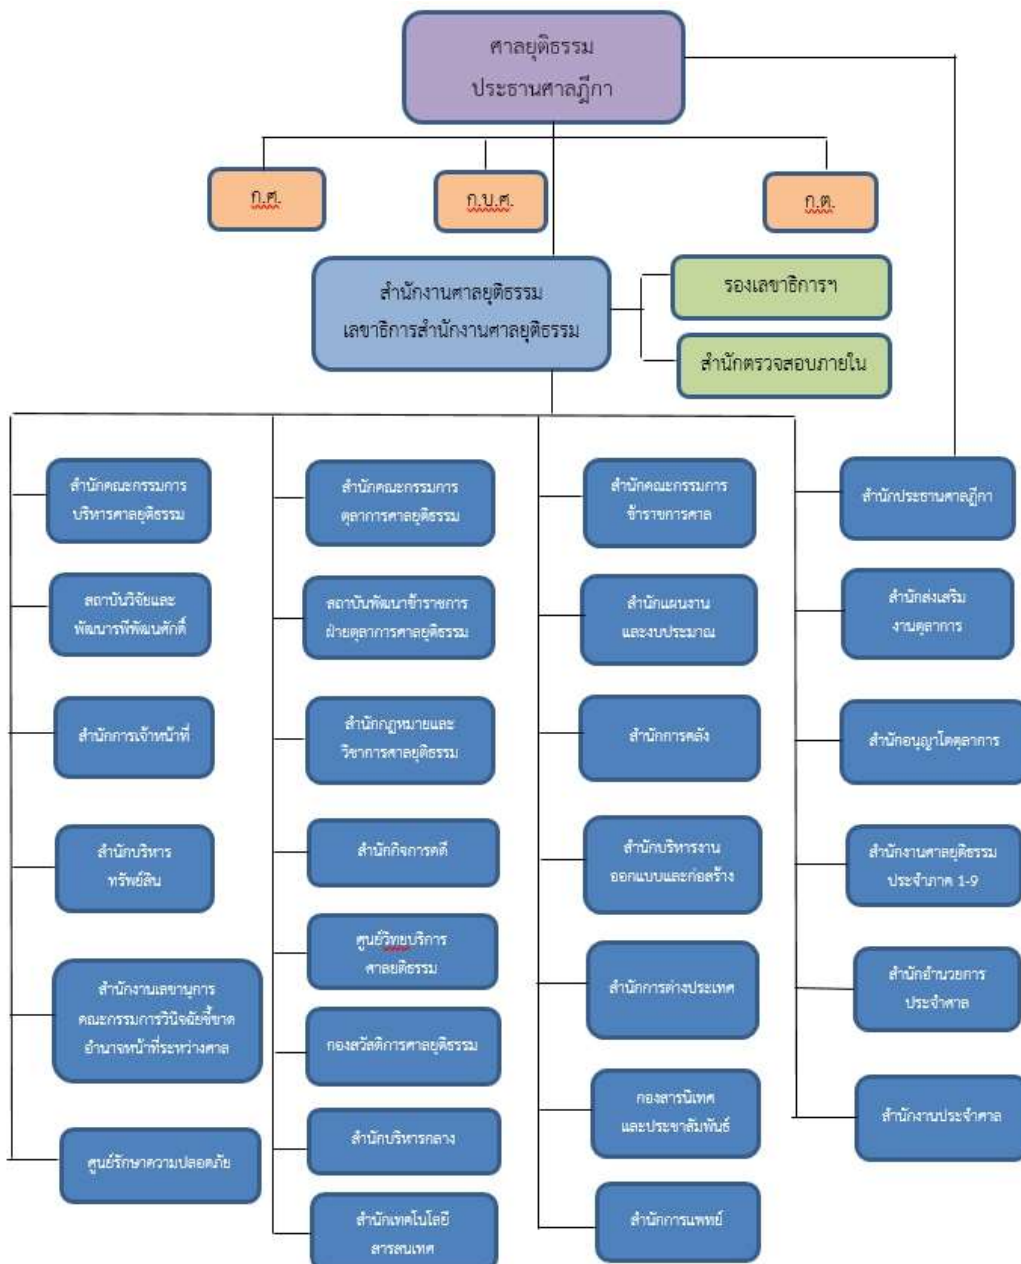 ศาลยุติธรรม
ประธานศาลฎีกา
ก.ศ.
ก.บ.ศ.
ก.ต.
สำนักงานศาลยุติธรรม
เลขาธิการสำนักงานศาลยุติธรรม
รองเลขาธิการฯ
สำนักตรวจสอบภายใน
สำนักคณะกรรมการ
บริหารศาลยุติธรรม
สถาบันวิจัยและ
พัฒนารพีพัฒนศักดิ์
สำนักการเจ้าหน้าที่
สำนักบริหาร
ทรัพย์สิน
สำนักงานเลขานุการ
คณะกรรมการวินิจฉัยชี้ขาด
อำนาจหน้าที่ระหว่างศาล
ศูนย์รักษาความปลอดภัย
สำนักคณะกรรมการ
ตุลาการศาลยุติธรรม
สถาบันพัฒนาข้าราชการ
ฝ่ายตุลาการศาลยุติธรรม
สำนักกฎหมายและ
วิชาการศาลยุติธรรม
สำนักกิจการคดี
ศูนย์วิทยบริการ
ศาลยติธรรม
กองสวัสดิการศาลยุติธรรม
สำนักบริหารกลาง
สำนักเทคโนโลยี
สารสนเทศ
สำนักคณะกรรมการ
ข้าราชการศาล
สำนักแผนงาน
และงบประมาณ
สำนักการคลัง
สำนักบริหารงาน
ออกแบบและก่อสร้าง
สำนักการต่างประเทศ
กองสารนิเทศ
และประชาสัมพันธ์
สำนักการแพทย์
สำนักประธานศาลฎีกา
สำนักส่งเสริม
งานตุลาการ
สำนักอนุญาโตตุลาการ
สำนักงานศาลยุติธรรม
ประจำภาค 1-9
สำนักอำนวยการ
ประจำศาล
สำนักงานประจำศาล